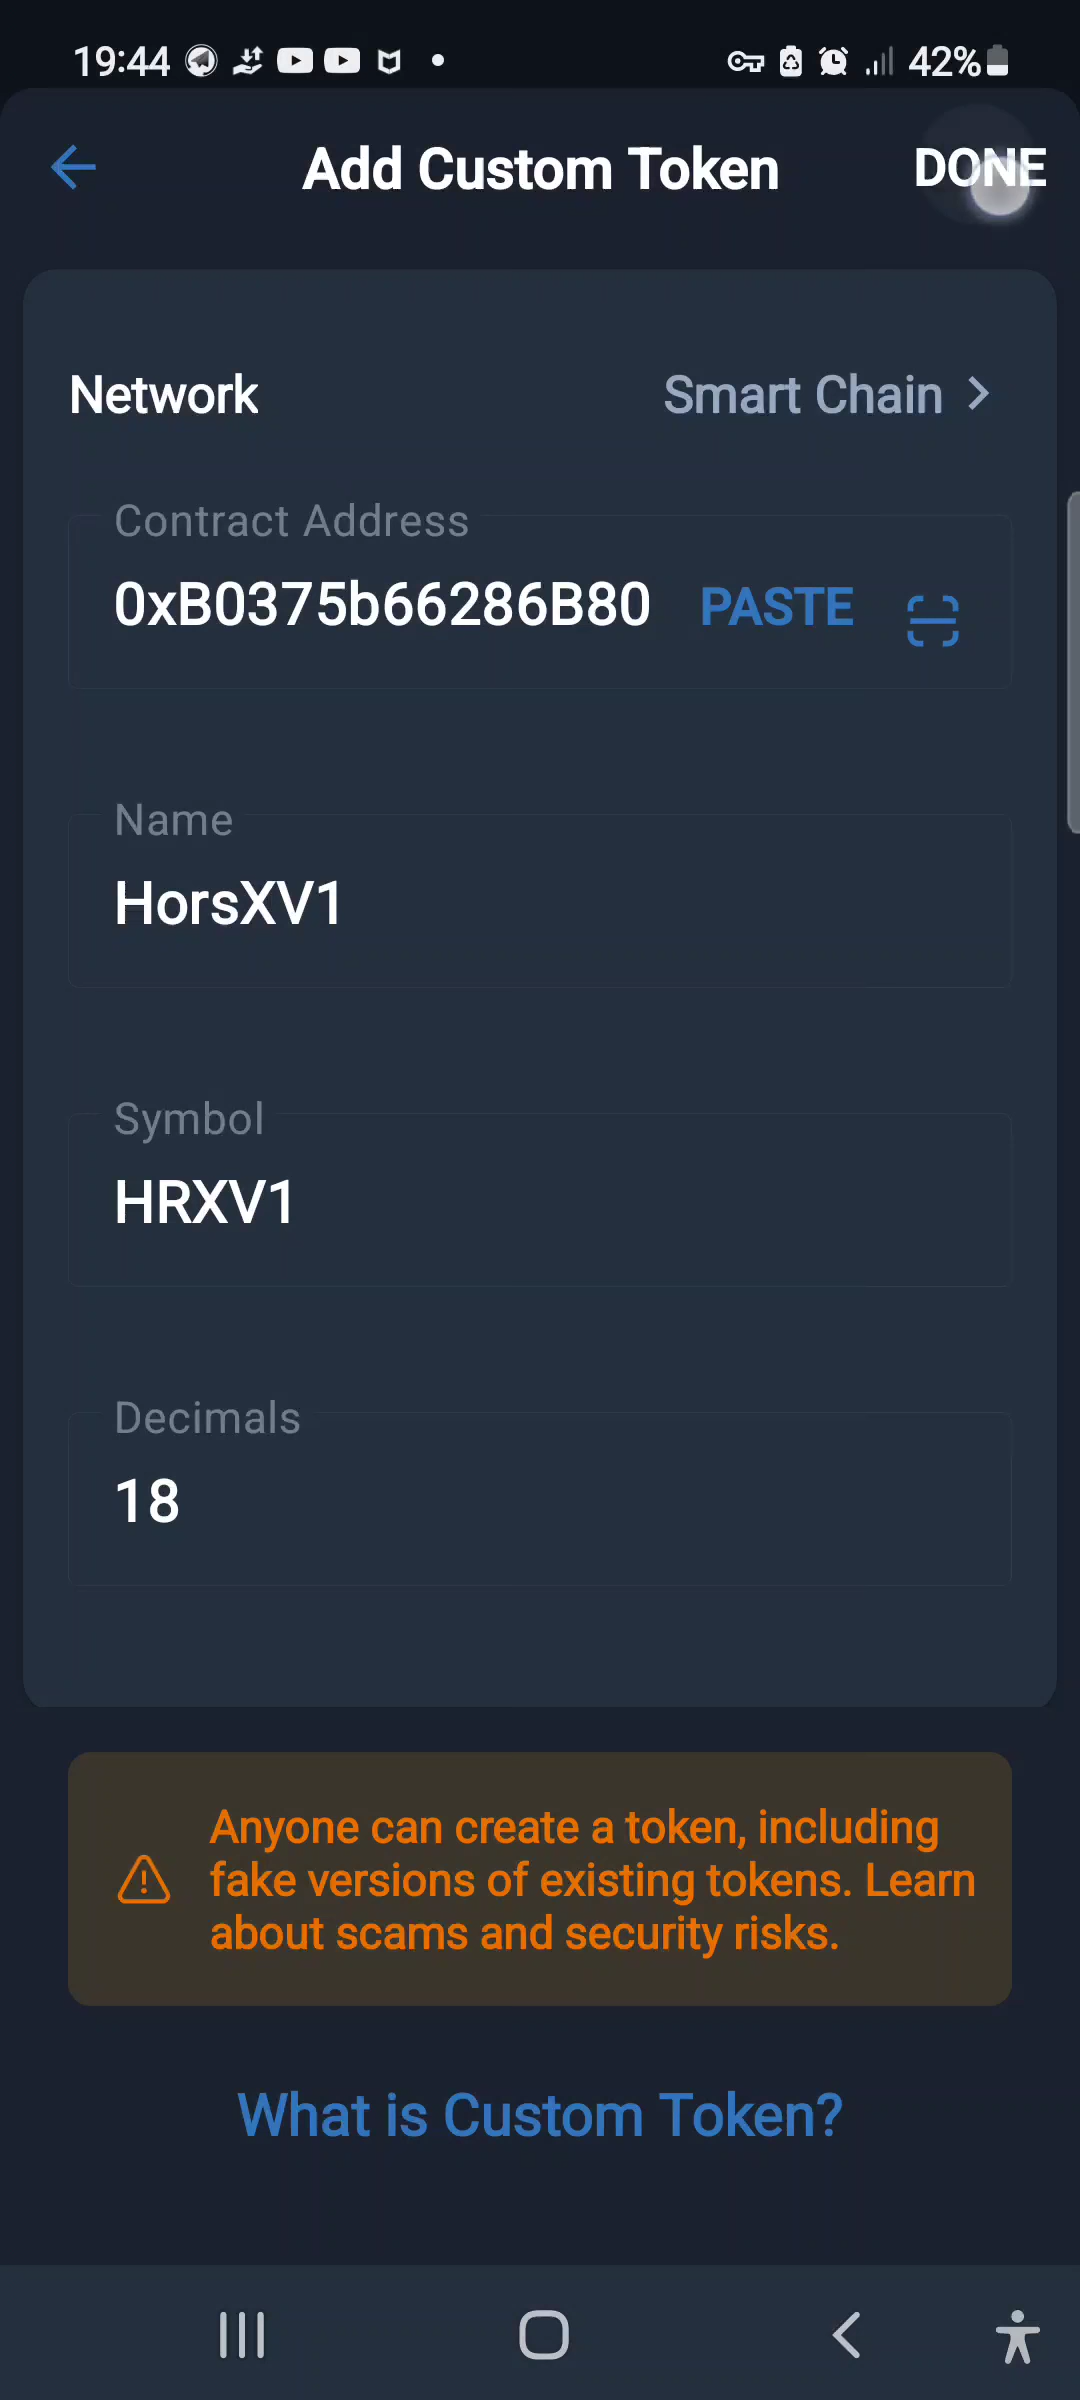 19:44
42%
Add Custom Token
DONE
Network
Smart Chain
Contract Address
0xB0375b66286B80
PASTE
Name
HorsXV1
Symbol
HRXV1
Decimals
18
Anyone can create a token, including
fake versions of existing tokens. Learn
about scams and security risks.
What is Custom Token?